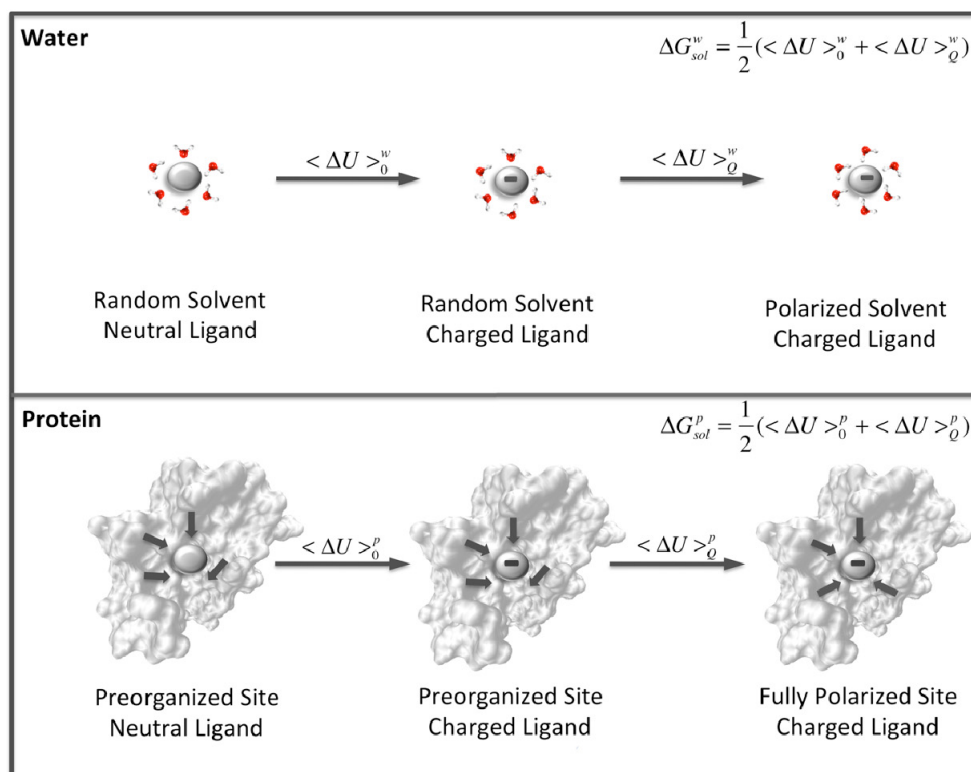 Water
ΔG^w_sol = 1/2 (< ΔU >^w_0 + < ΔU >^w_Q)
< ΔU >^w_0
< ΔU >^w_Q
Random Solvent
Neutral Ligand
Random Solvent
Charged Ligand
Polarized Solvent
Charged Ligand
Protein
ΔG^p_sol = 1/2 (< ΔU >^p_0 + < ΔU >^p_Q)
< ΔU >^p_0
< ΔU >^p_Q
Preorganized Site
Neutral Ligand
Preorganized Site
Charged Ligand
Fully Polarized Site
Charged Ligand